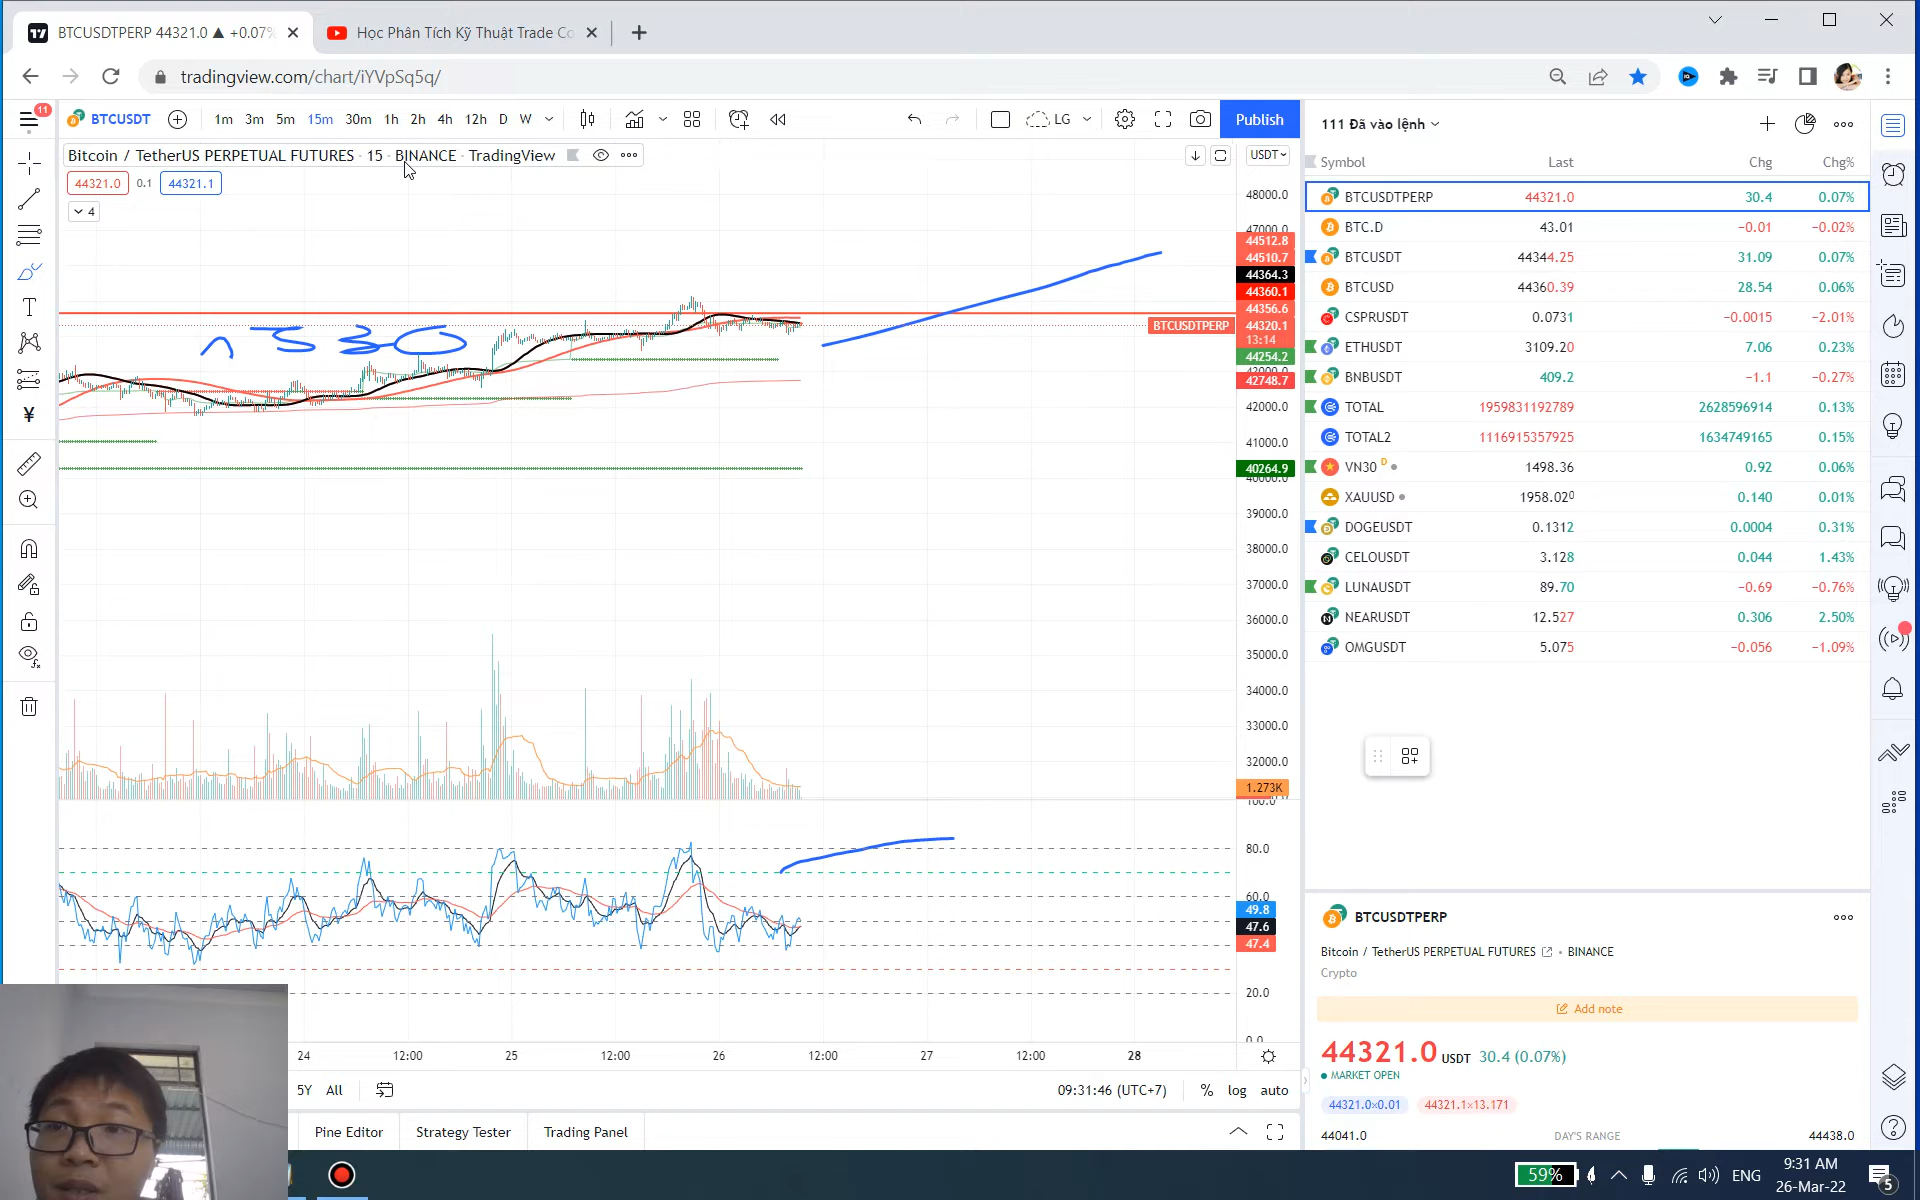 BTCUSDTPERP 44321.0 ▲ +0.07%
Học Phân Tích Kỹ Thuật Trade Co
tradingview.com/chart/iYVpSq5q/
11
BTCUSDT
1m 3m 5m 15m 30m 1h 2h 4h 12h D W
LG
Publish
Bitcoin / TetherUS PERPETUAL FUTURES · 15 · BINANCE · TradingView
44321.0 0.1 44321.1
4
USDT
48000.0
47000.0
44512.8
44510.7
44364.3
44360.1
44356.6
BTCUSDTPERP 44320.1
13:14
44254.2
42000.0
42748.7
42000.0
41000.0
40264.9
40000.0
39000.0
38000.0
37000.0
36000.0
35000.0
34000.0
33000.0
32000.0
1.273K
100.0
80.0
60.0
49.8
47.6
47.4
20.0
0.0
24 12:00 25 12:00 26 12:00 27 12:00 28
5Y All
09:31:46 (UTC+7) % log auto
Pine Editor Strategy Tester Trading Panel
111 Đã vào lệnh
Symbol Last Chg Chg%
BTCUSDTPERP 44321.0 30.4 0.07%
BTC.D 43.01 −0.01 −0.02%
BTCUSDT 44344.25 31.09 0.07%
BTCUSD 44360.39 28.54 0.06%
CSPRUSDT 0.0731 −0.0015 −2.01%
ETHUSDT 3109.20 7.06 0.23%
BNBUSDT 409.2 −1.1 −0.27%
TOTAL 1959831192789 2628596914 0.13%
TOTAL2 1116915357925 1634749165 0.15%
VN30 D 1498.36 0.92 0.06%
XAUUSD 1958.020 0.140 0.01%
DOGEUSDT 0.1312 0.0004 0.31%
CELOUSDT 3.128 0.044 1.43%
LUNAUSDT 89.70 −0.69 −0.76%
NEARUSDT 12.527 0.306 2.50%
OMGUSDT 5.075 −0.056 −1.09%
BTCUSDTPERP
Bitcoin / TetherUS PERPETUAL FUTURES • BINANCE
Crypto
Add note
44321.0 USDT 30.4 (0.07%)
MARKET OPEN
44321.0×0.01 44321.1×13.171
44041.0 DAY'S RANGE 44438.0
59% ENG
9:31 AM
26-Mar-22
5